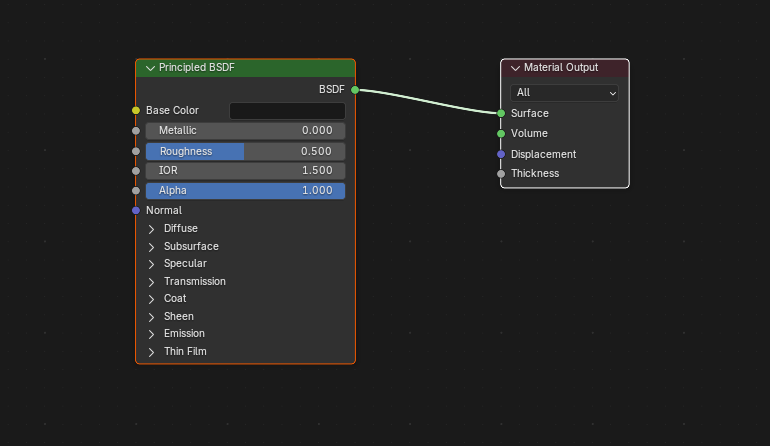 Principled BSDF
BSDF
Base Color
Metallic 0.000
Roughness 0.500
IOR 1.500
Alpha 1.000
Normal
Diffuse
Subsurface
Specular
Transmission
Coat
Sheen
Emission
Thin Film
Material Output
All
Surface
Volume
Displacement
Thickness